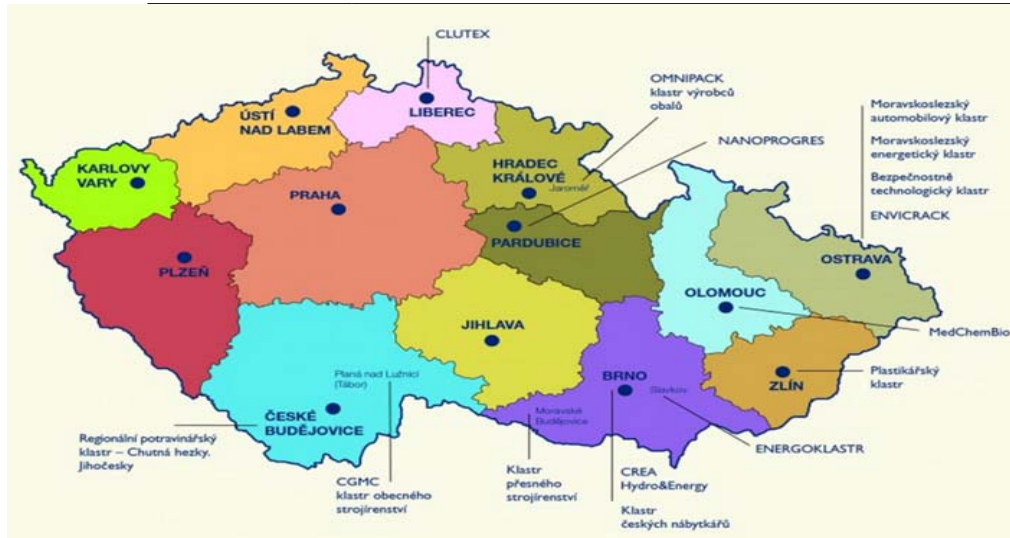 CLUTEX
OMNIPACK
klastr výrobců
obalů
NANOPROGRES
Moravskoslezský
automobilový klastr
Moravskoslezský
energetický klastr
Bezpečnostně
technologický klastr
ENVICRACK
ÚSTÍ
NAD LABEM
LIBEREC
KARLOVY
VARY
HRADEC
KRÁLOVÉ
Jaroměř
PRAHA
PARDUBICE
PLZEŇ
OSTRAVA
OLOMOUC
MedChemBio
JIHLAVA
BRNO
Slavkov
ZLÍN
Plastikářský
klastr
Planá nad Lužnicí
(Tábor)
ČESKÉ
BUDĚJOVICE
Moravské
Budějovice
Regionální potravinářský
klastr – Chutná hezky.
Jihočesky
ENERGOKLASTR
CGMC
klastr obecného
strojírenství
Klastr
přesného
strojírenství
CREA
Hydro&Energy
Klastr
českých nábytkářů